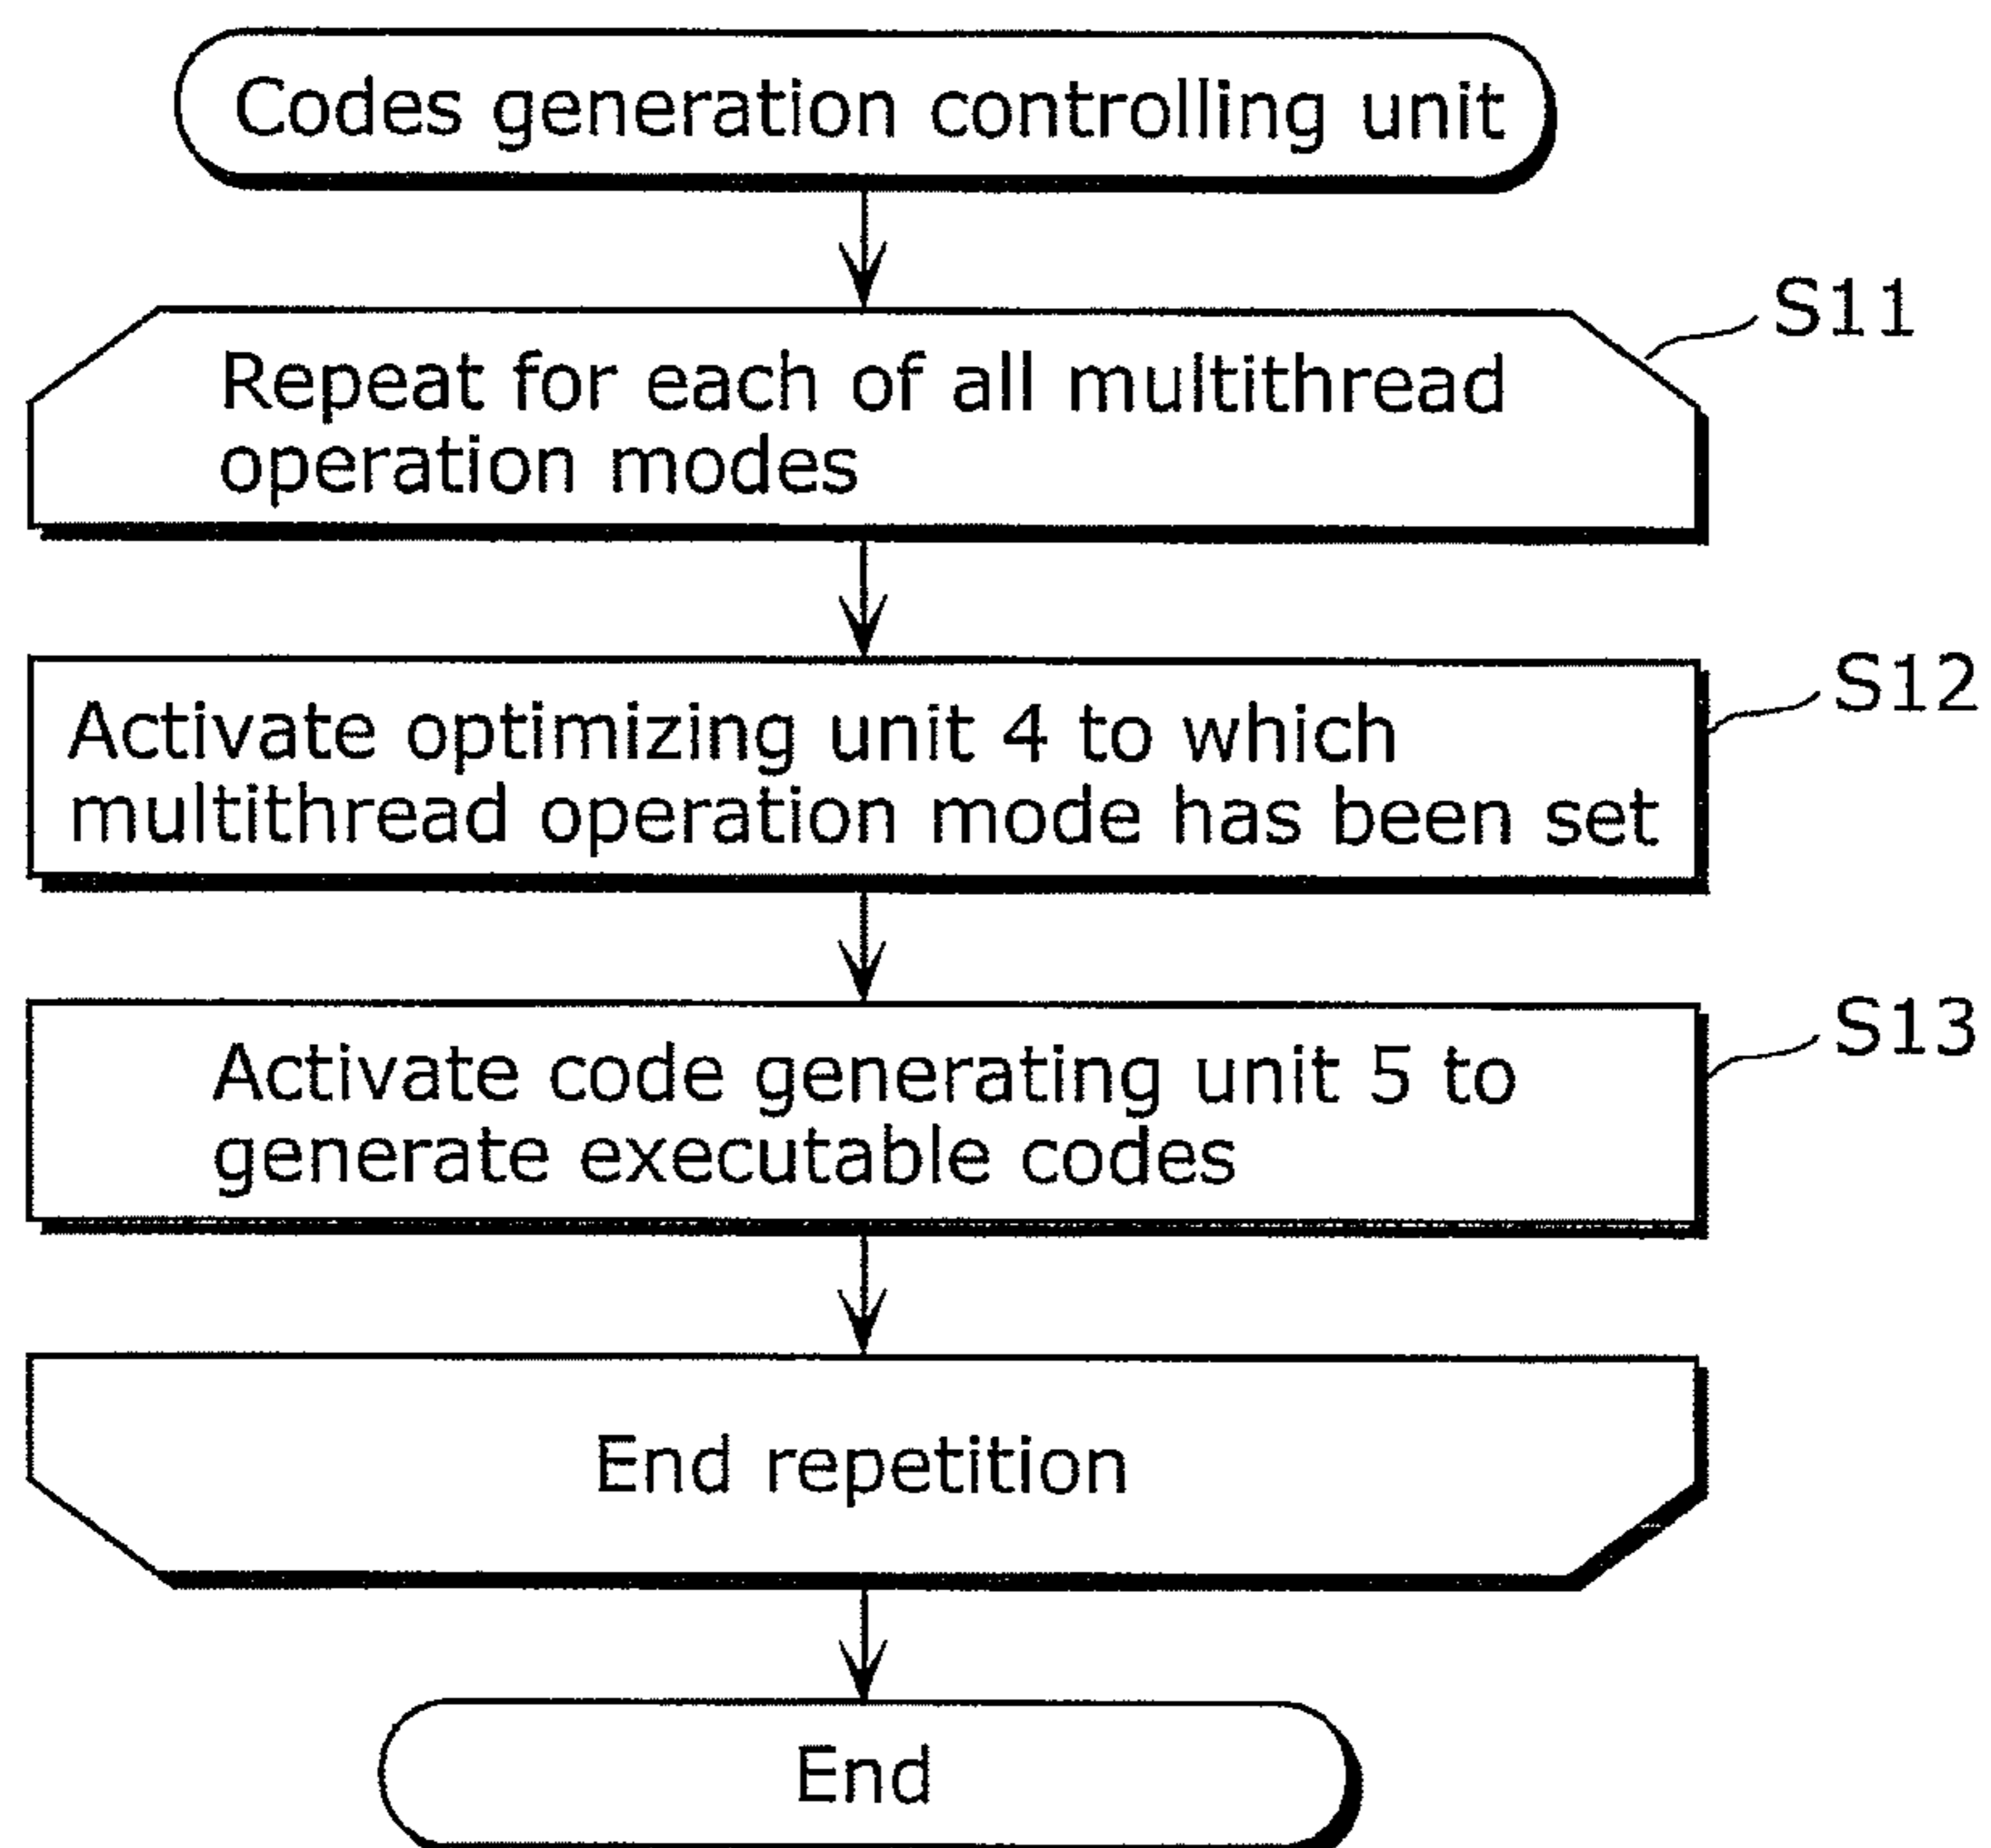 Codes generation controlling unit
S11
Repeat for each of all multithread
operation modes
S12
Activate optimizing unit 4 to which
multithread operation mode has been set
S13
Activate code generating unit 5 to
generate executable codes
End repetition
End